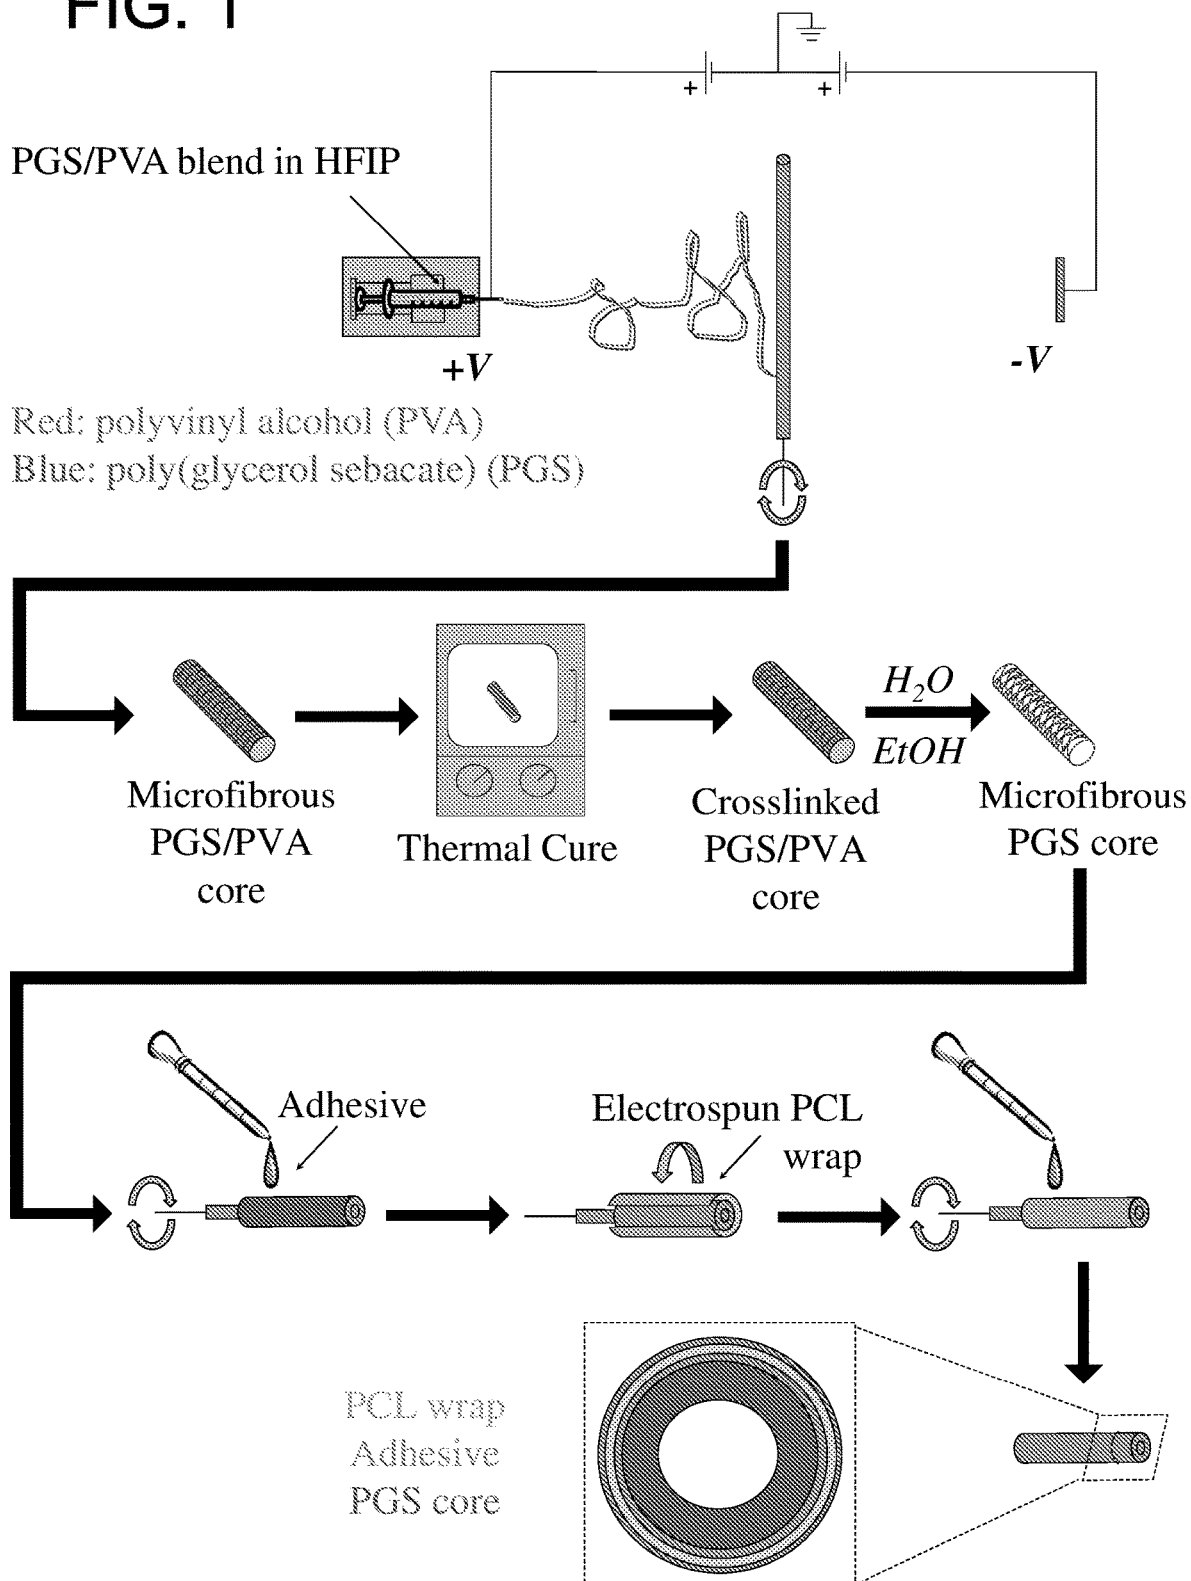 FIG. 1
+
+
PGS/PVA blend in HFIP
+V
-V
Red: polyvinyl alcohol (PVA)
Blue: poly(glycerol sebacate) (PGS)
Microfibrous
PGS/PVA
core
Thermal Cure
Crosslinked
PGS/PVA
core
H₂O
EtOH
Microfibrous
PGS core
Adhesive
Electrospun PCL
wrap
PCL wrap
Adhesive
PGS core